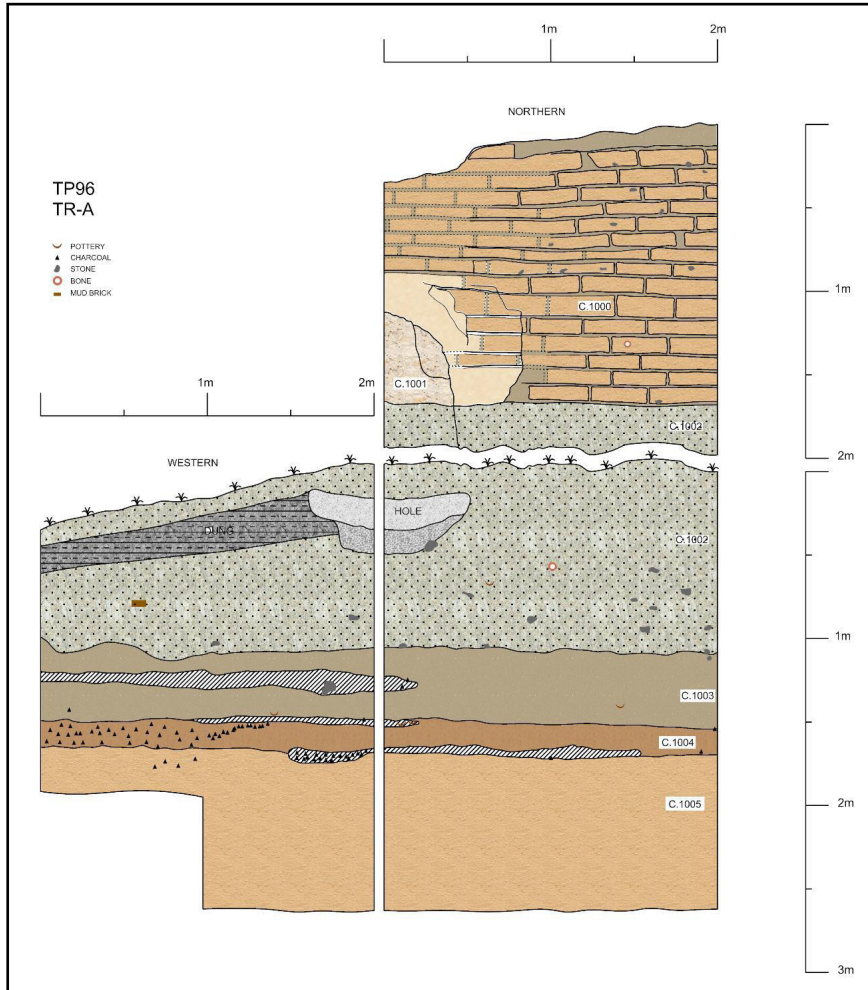 1m 2m
NORTHERN
TP96
TR-A
POTTERY
CHARCOAL
STONE
BONE
MUD BRICK
1m
C.1000
1m 2m
C.1001
C.1002
2m
WESTERN
HOLE
DUNG
C.1002
1m
C.1003
C.1004
C.1005
2m
3m